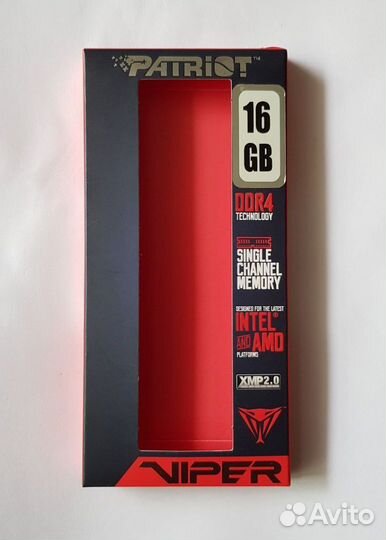 PATRIOT™
16
GB
DDR4
TECHNOLOGY
SINGLE
CHANNEL
MEMORY
DESIGNED FOR THE LATEST
INTEL®
AND AMD
PLATFORMS
XMP2.0
VIPER
Avito